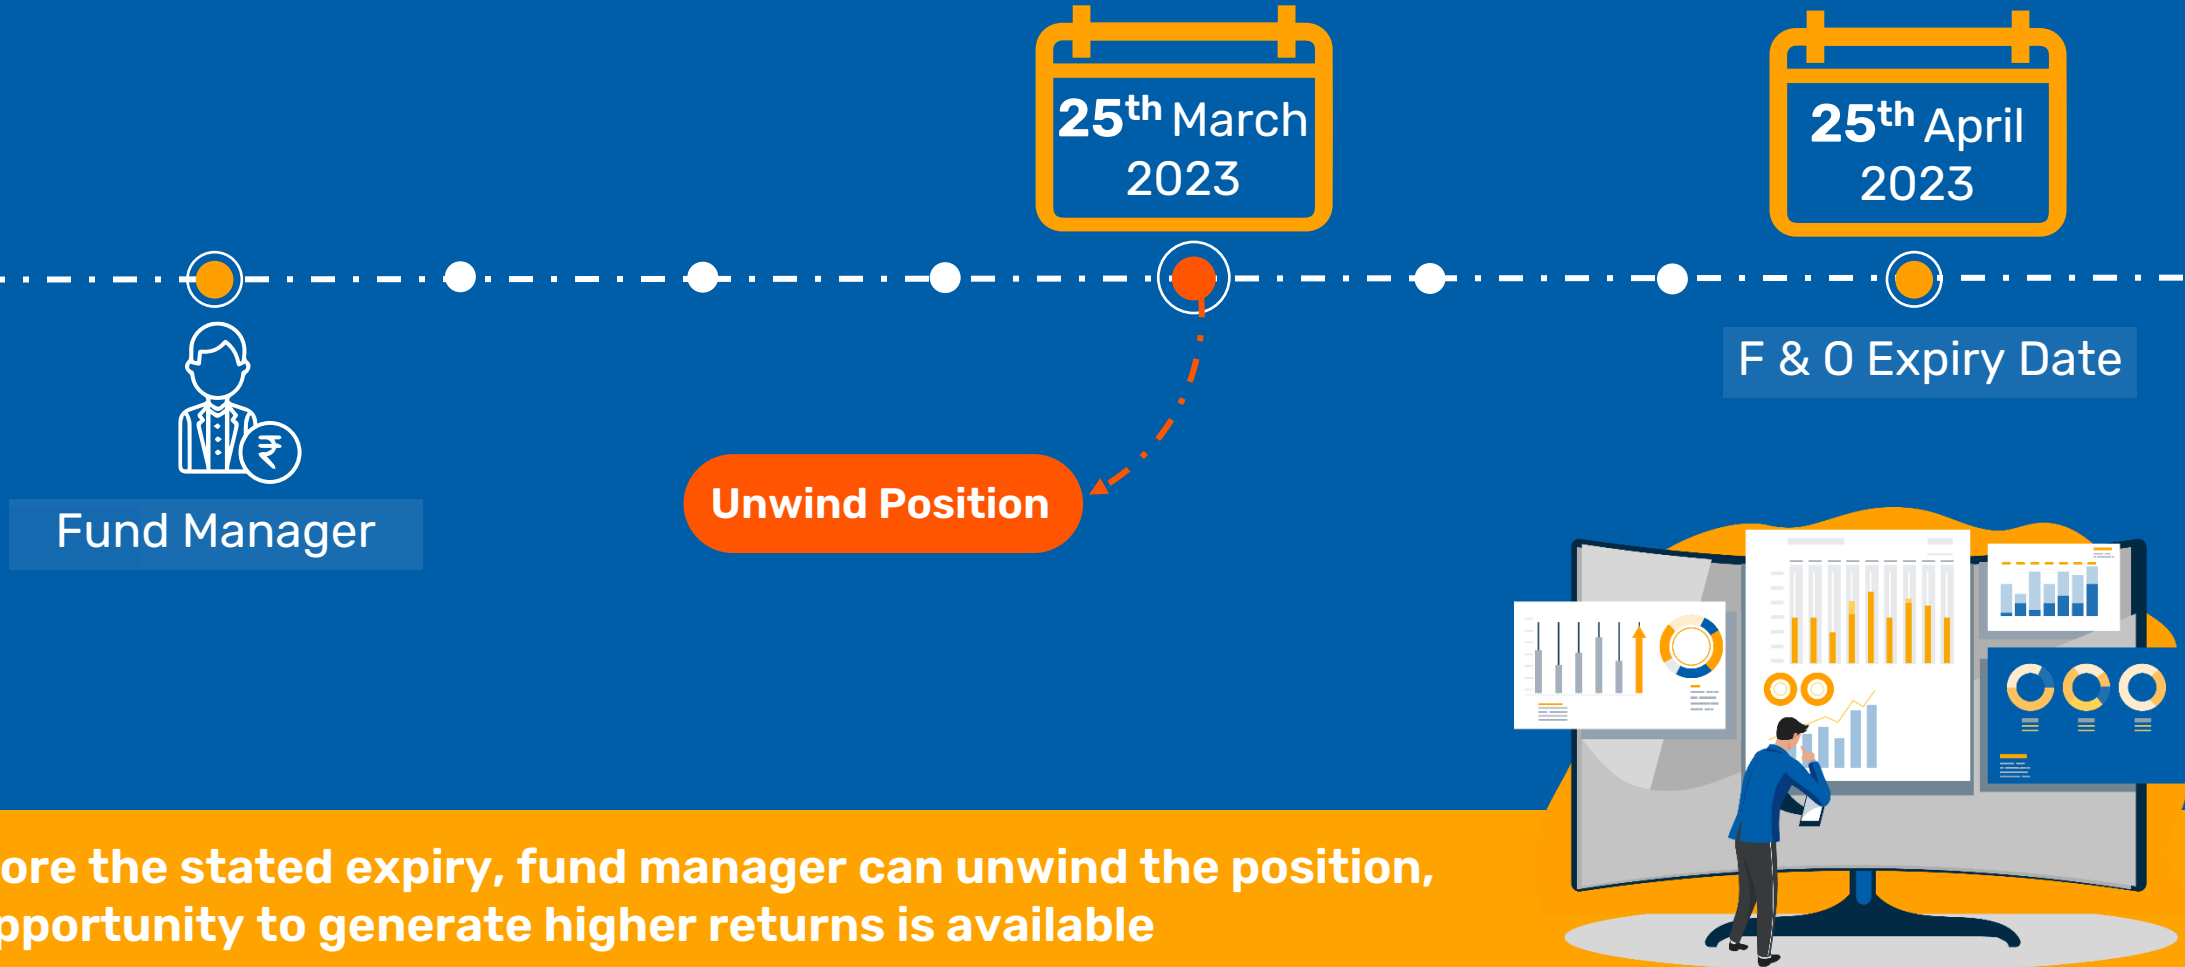 25th March
2023
25th April
2023
F & O Expiry Date
₹
Fund Manager
Unwind Position
ore the stated expiry, fund manager can unwind the position,
pportunity to generate higher returns is available